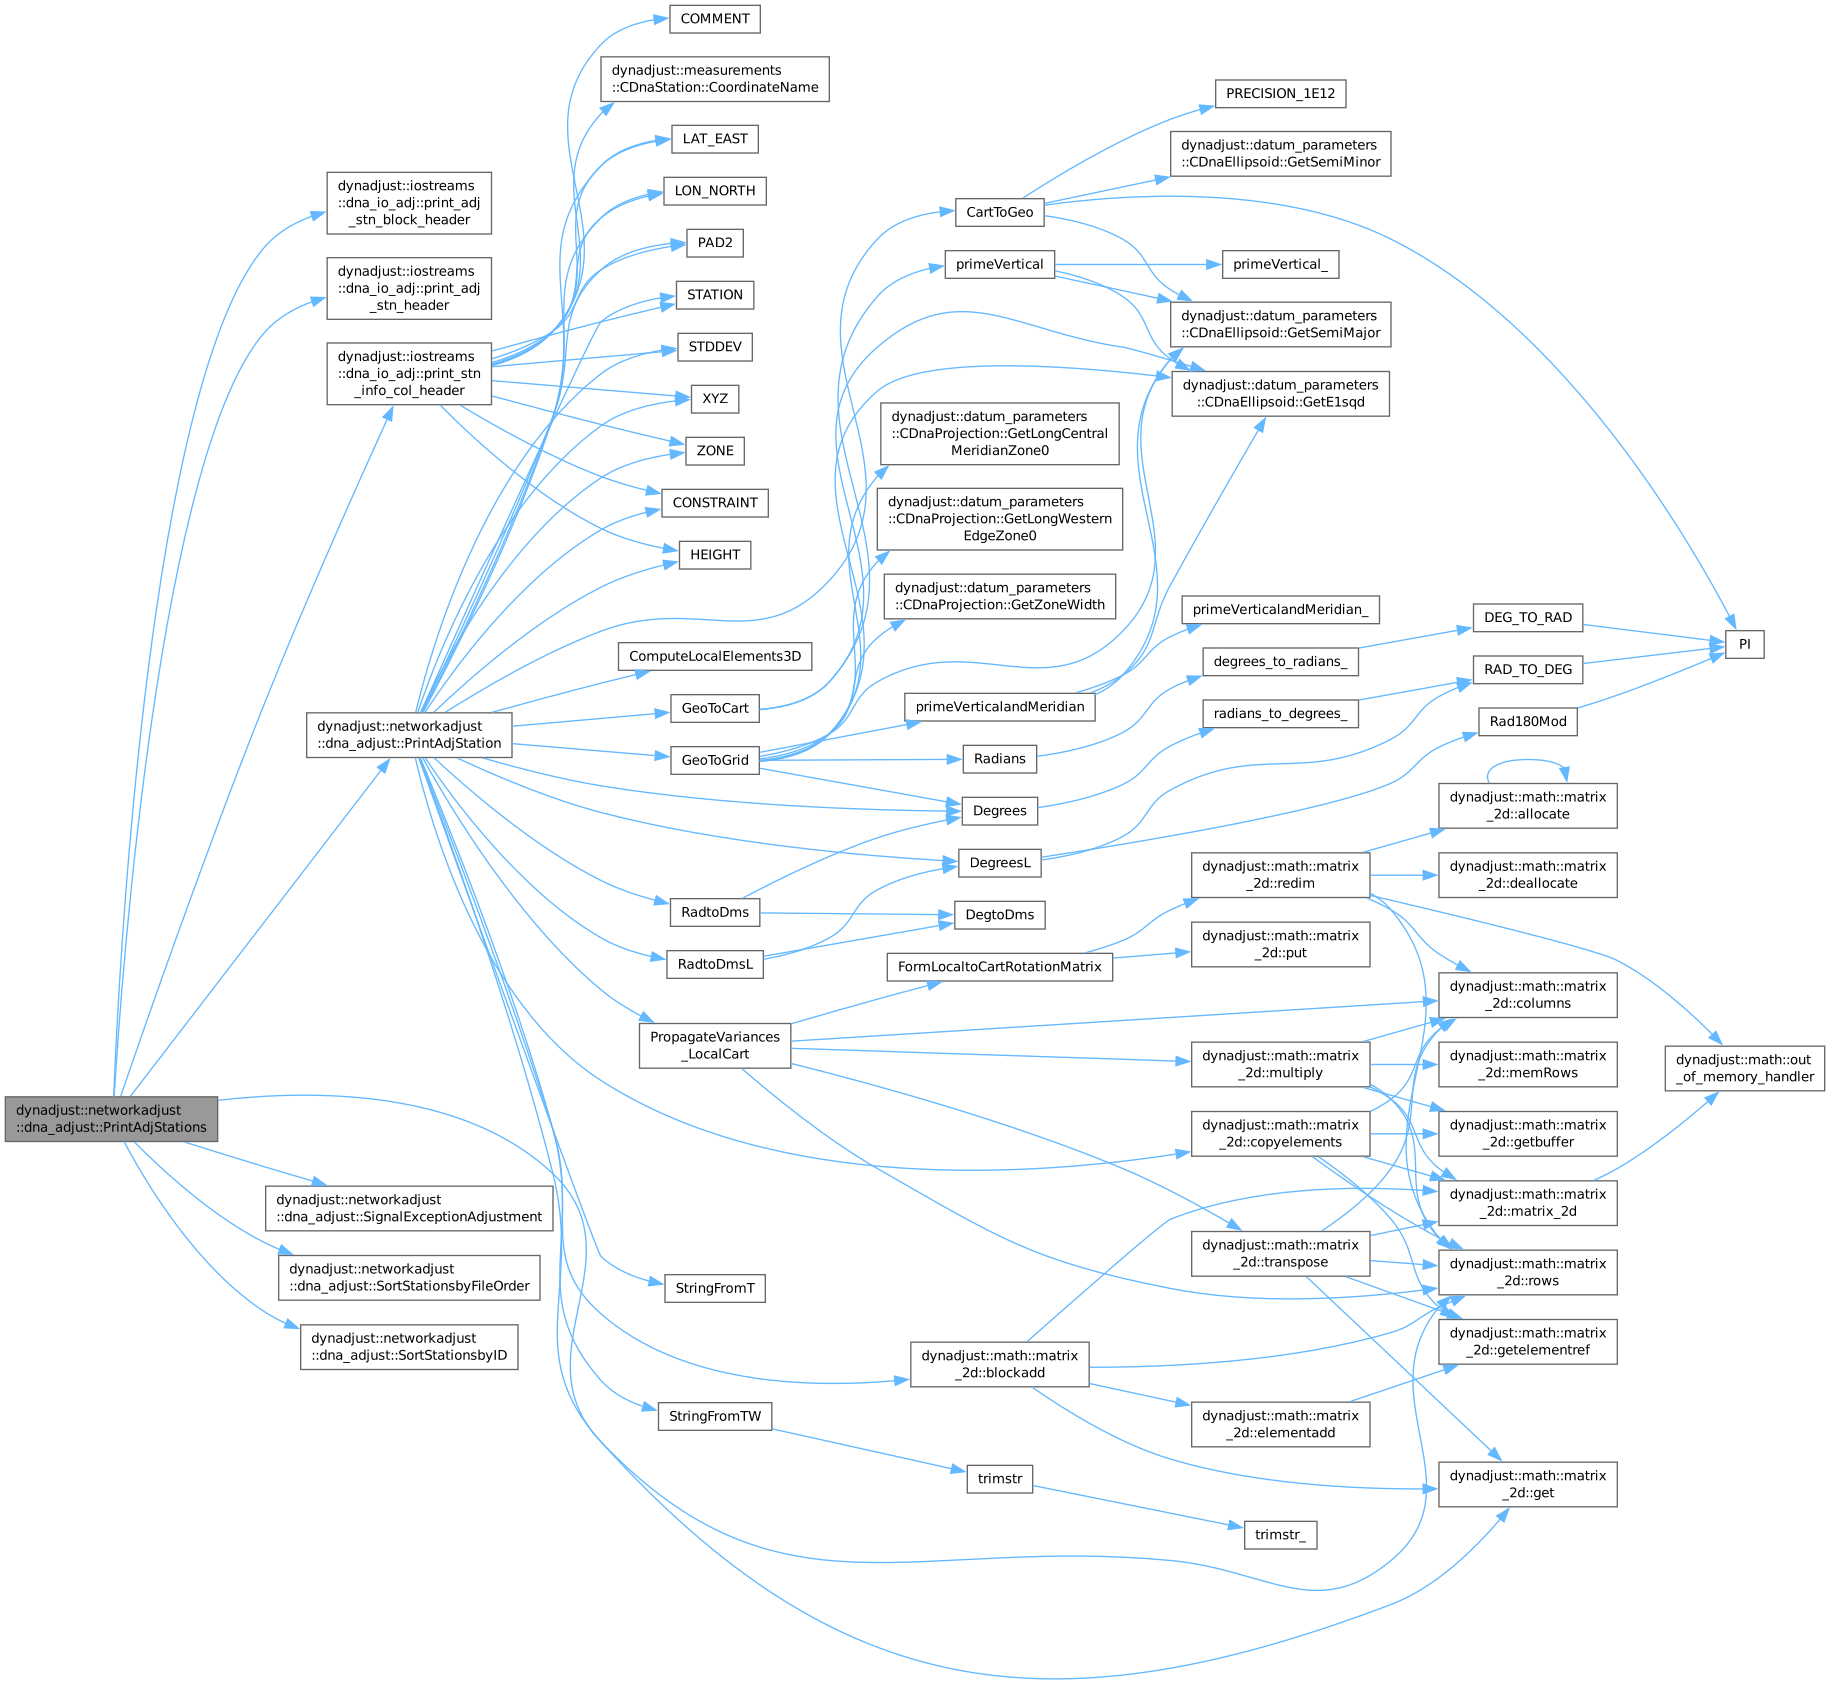 COMMENT
dynadjust::measurements
::CDnaStation::CoordinateName
LAT_EAST
LON_NORTH
PAD2
STATION
STDDEV
XYZ
ZONE
CONSTRAINT
HEIGHT
dynadjust::iostreams
::dna_io_adj::print_adj
_stn_block_header
dynadjust::iostreams
::dna_io_adj::print_adj
_stn_header
dynadjust::iostreams
::dna_io_adj::print_stn
_info_col_header
dynadjust::networkadjust
::dna_adjust::PrintAdjStation
dynadjust::networkadjust
::dna_adjust::PrintAdjStations
dynadjust::networkadjust
::dna_adjust::SignalExceptionAdjustment
dynadjust::networkadjust
::dna_adjust::SortStationsbyFileOrder
dynadjust::networkadjust
::dna_adjust::SortStationsbyID
ComputeLocalElements3D
GeoToCart
GeoToGrid
RadtoDms
RadtoDmsL
PropagateVariances
_LocalCart
StringFromT
StringFromTW
CartToGeo
primeVertical
dynadjust::datum_parameters
::CDnaProjection::GetLongCentral
MeridianZone0
dynadjust::datum_parameters
::CDnaProjection::GetLongWestern
EdgeZone0
dynadjust::datum_parameters
::CDnaProjection::GetZoneWidth
primeVerticalandMeridian
Radians
Degrees
DegreesL
DegtoDms
FormLocaltoCartRotationMatrix
dynadjust::math::matrix
_2d::blockadd
trimstr
PRECISION_1E12
dynadjust::datum_parameters
::CDnaEllipsoid::GetSemiMinor
primeVertical_
dynadjust::datum_parameters
::CDnaEllipsoid::GetSemiMajor
dynadjust::datum_parameters
::CDnaEllipsoid::GetE1sqd
primeVerticalandMeridian_
degrees_to_radians_
radians_to_degrees_
dynadjust::math::matrix
_2d::redim
dynadjust::math::matrix
_2d::put
dynadjust::math::matrix
_2d::multiply
dynadjust::math::matrix
_2d::copyelements
dynadjust::math::matrix
_2d::transpose
dynadjust::math::matrix
_2d::elementadd
trimstr_
DEG_TO_RAD
RAD_TO_DEG
Rad180Mod
dynadjust::math::matrix
_2d::allocate
dynadjust::math::matrix
_2d::deallocate
dynadjust::math::matrix
_2d::columns
dynadjust::math::matrix
_2d::memRows
dynadjust::math::matrix
_2d::getbuffer
dynadjust::math::matrix
_2d::matrix_2d
dynadjust::math::matrix
_2d::rows
dynadjust::math::matrix
_2d::getelementref
dynadjust::math::matrix
_2d::get
PI
dynadjust::math::out
_of_memory_handler